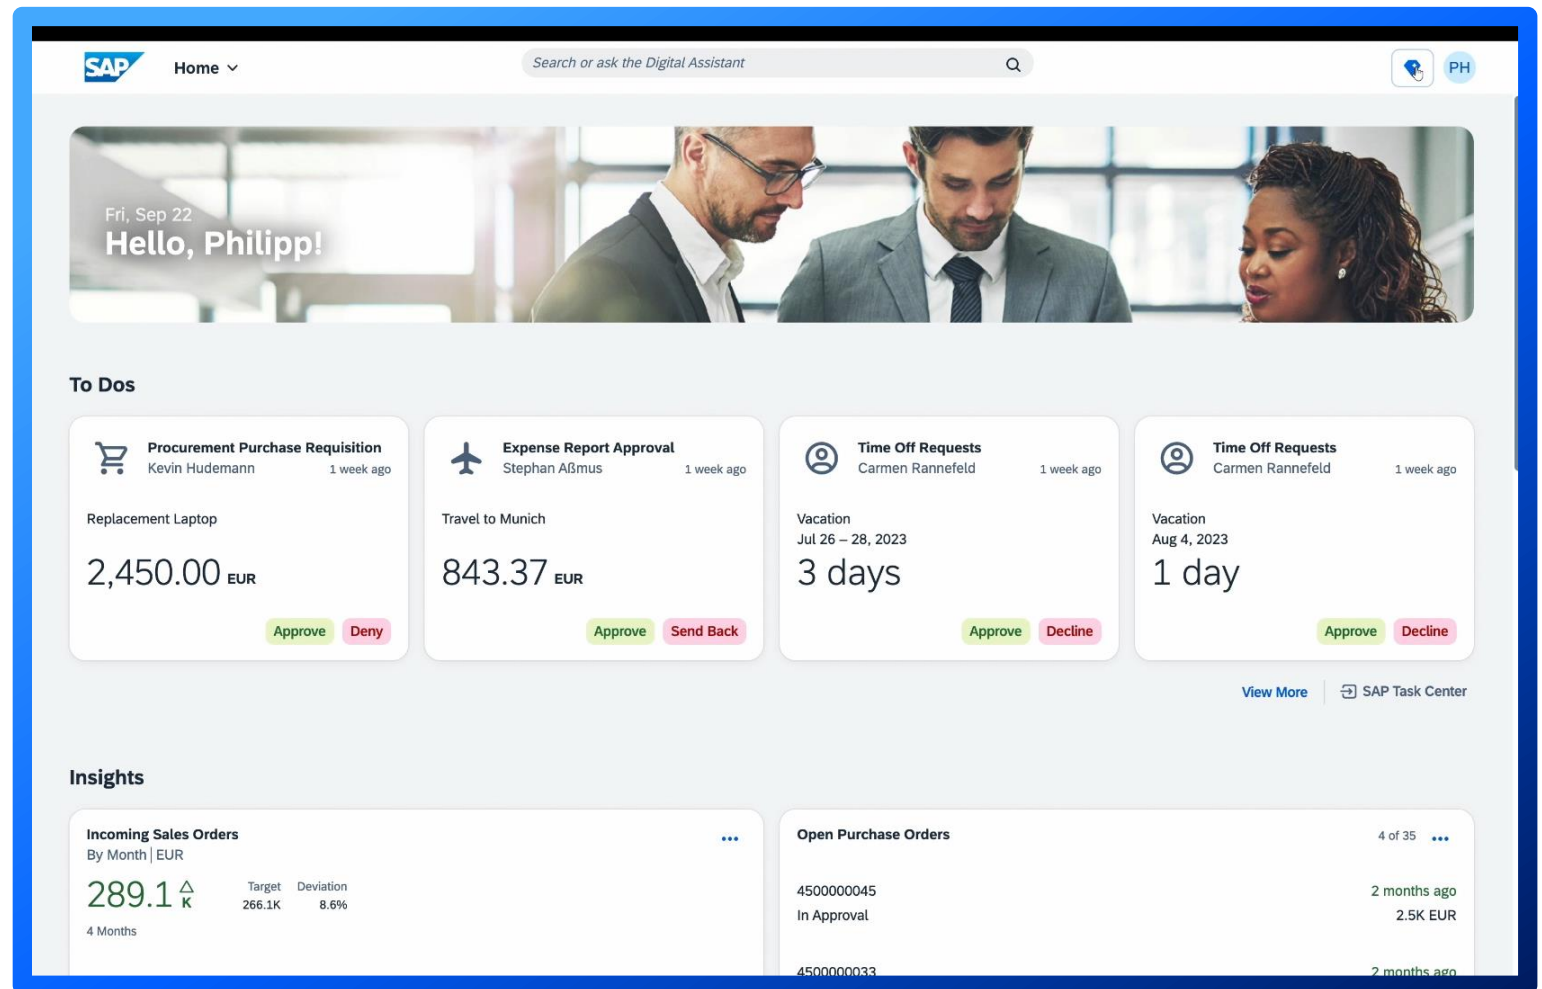 SAP
Home
Search or ask the Digital Assistant
PH
Fri, Sep 22
Hello, Philipp!
To Dos
Procurement Purchase Requisition
Kevin Hudemann 1 week ago
Replacement Laptop
2,450.00 EUR
Approve Deny
Expense Report Approval
Stephan Aßmus 1 week ago
Travel to Munich
843.37 EUR
Approve Send Back
Time Off Requests
Carmen Rannefeld 1 week ago
Vacation
Jul 26 – 28, 2023
3 days
Approve Decline
Time Off Requests
Carmen Rannefeld 1 week ago
Vacation
Aug 4, 2023
1 day
Approve Decline
View More SAP Task Center
Insights
Incoming Sales Orders
By Month | EUR
289.1 K
Target Deviation
266.1K 8.6%
4 Months
Open Purchase Orders 4 of 35
4500000045 2 months ago
In Approval 2.5K EUR
4500000033 2 months ago